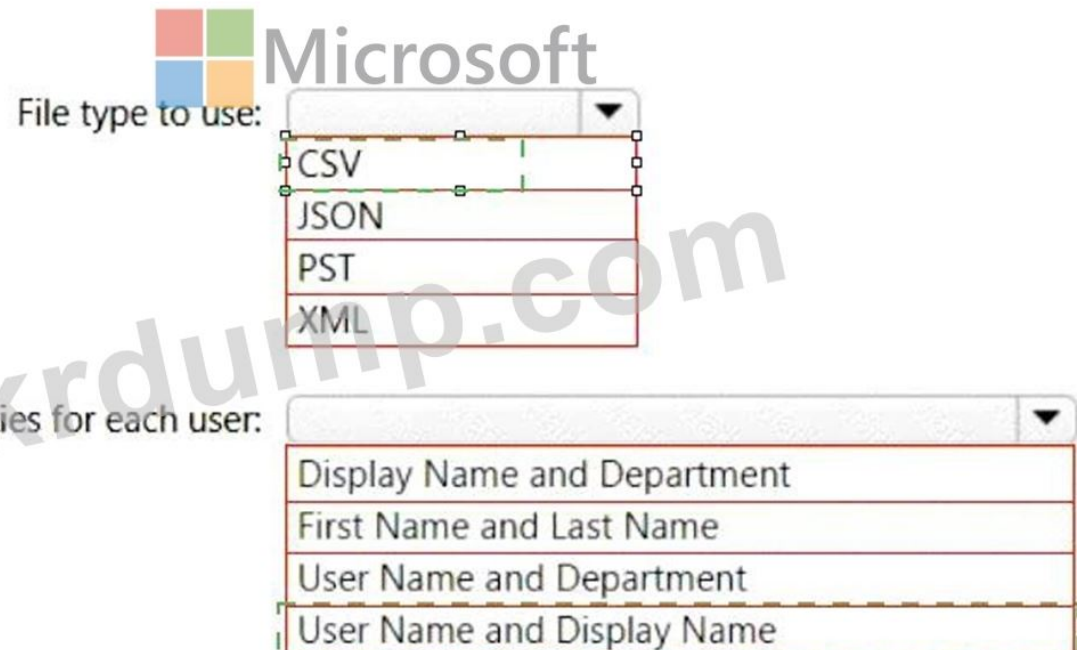 Microsoft
File type to use:
CSV
JSON
PST
XML
krdump.com
ies for each user:
Display Name and Department
First Name and Last Name
User Name and Department
User Name and Display Name